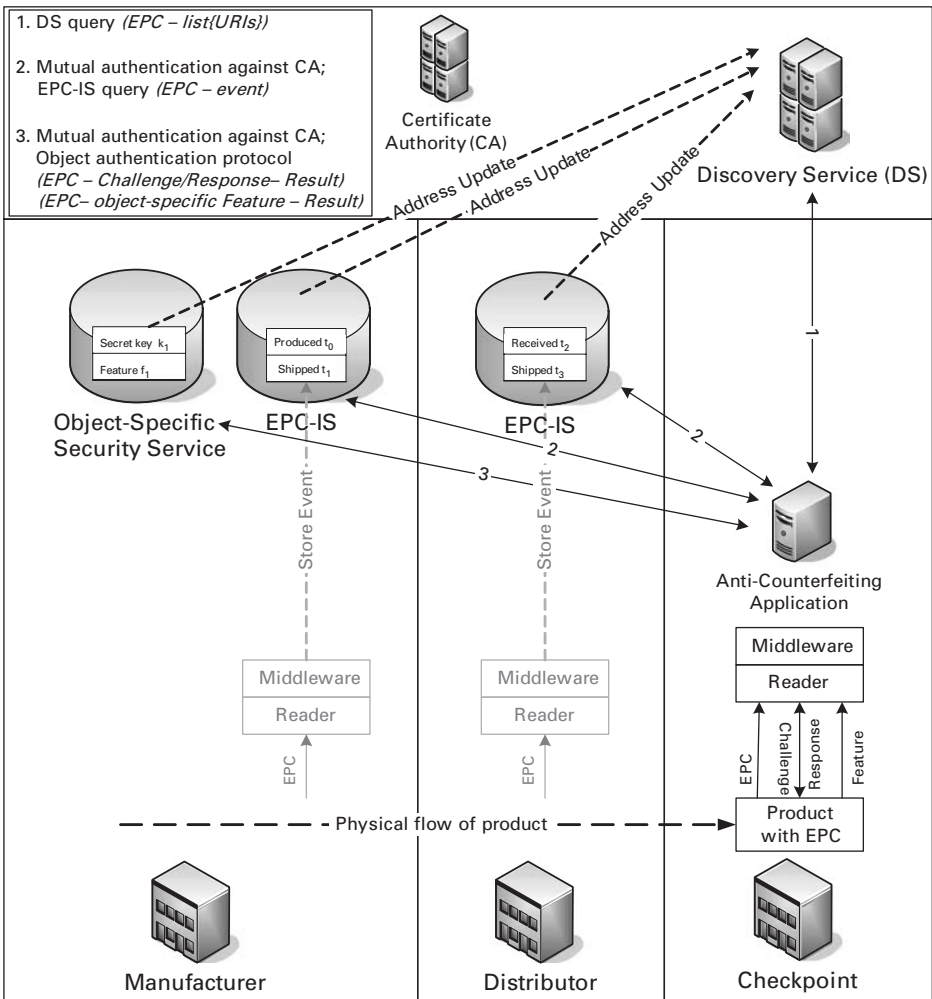 1. DS query (EPC – list{URIs})
2. Mutual authentication against CA;
EPC-IS query (EPC – event)
3. Mutual authentication against CA;
Object authentication protocol
(EPC – Challenge/Response– Result)
(EPC– object-specific Feature – Result)
Certificate
Authority (CA)
Discovery Service (DS)
Address Update
Address Update
Address Update
1
Secret key k1
Feature f1
Produced t0
Shipped t1
Received t2
Shipped t3
Object-Specific
Security Service
EPC-IS
EPC-IS
2
2
3
Store Event
Store Event
Anti-Counterfeiting
Application
Middleware
Reader
Middleware
Reader
Middleware
Reader
EPC
EPC
EPC
Challenge
Response
Feature
Physical flow of product
Product
with EPC
Manufacturer
Distributor
Checkpoint